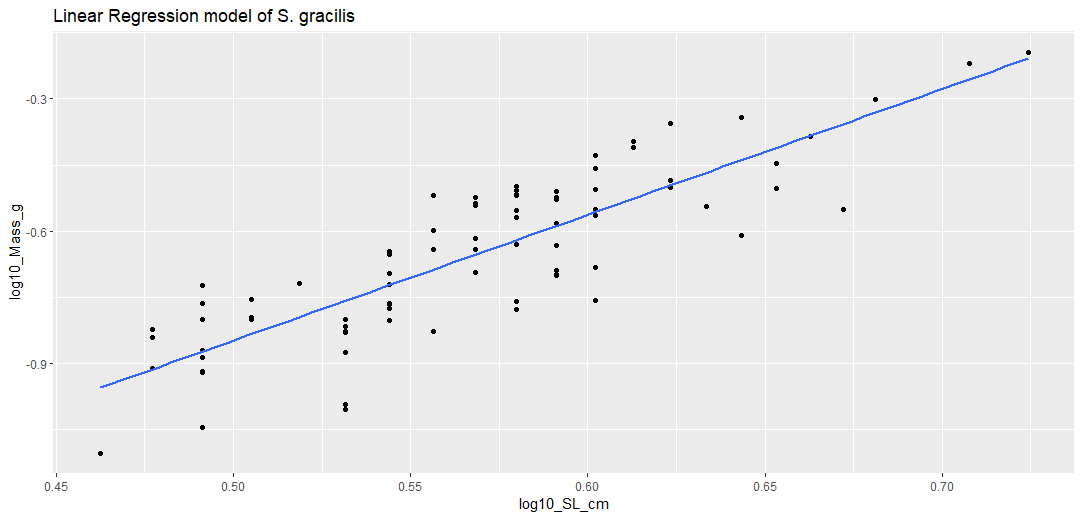 Linear Regression model of S. gracilis
-0.3
-0.6
-0.9
log10_Mass_g
0.45 0.50 0.55 0.60 0.65 0.70
log10_SL_cm